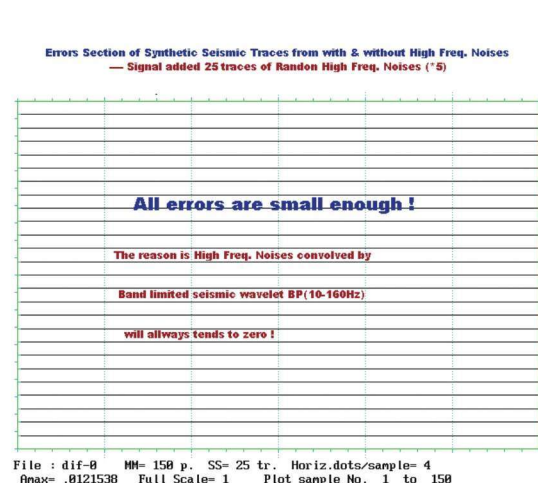 Errors Section of Synthetic Seismic Traces from with & without High Freq. Noises
— Signal added 25 traces of Randon High Freq. Noises (*5)
All errors are small enough !
The reason is High Freq. Noises convolved by
Band limited seismic wavelet BP(10-160Hz)
will allways tends to zero !
File : dif-0 MM= 150 p. SS= 25 tr. Horiz.dots/sample= 4
Amax= .0121538 Full Scale= 1 Plot sample No. 1 to 150